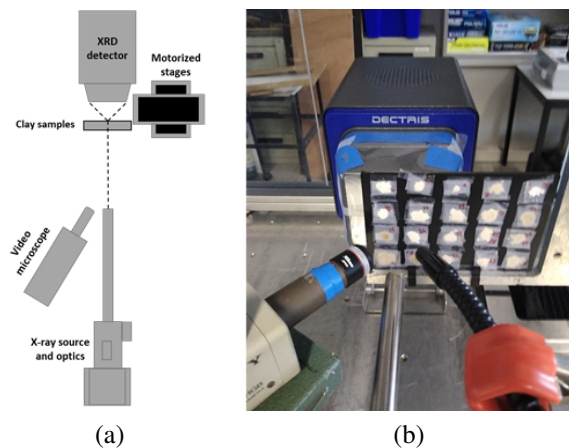 XRD
detector
Motorized
stages
Clay samples
Video
microscope
X-ray source
and optics
DECTRIS
(a)
(b)